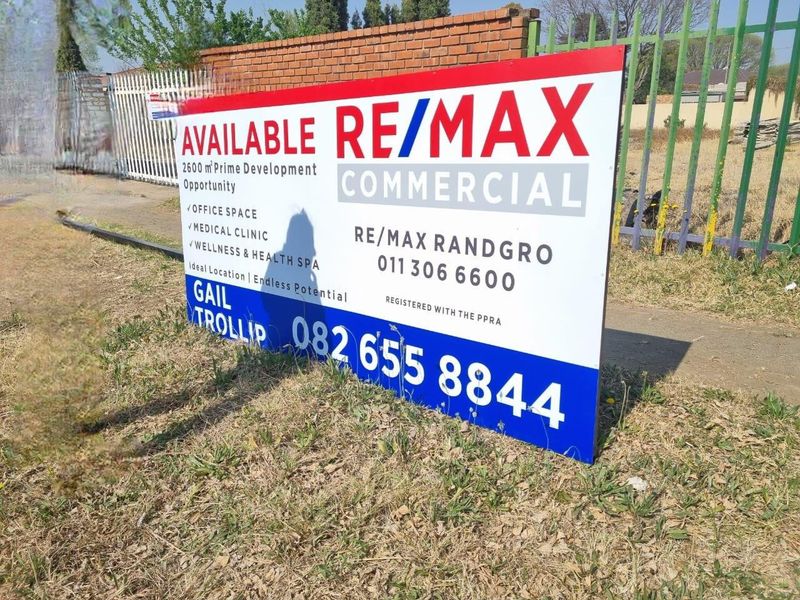 AVAILABLE
2600 m² Prime Development
Opportunity
✓ OFFICE SPACE
✓ MEDICAL CLINIC
✓ WELLNESS & HEALTH SPA
Ideal Location | Endless Potential
RE/MAX
COMMERCIAL
RE/MAX RANDGRO
011 306 6600
REGISTERED WITH THE PPRA
GAIL
TROLLIP
082 655 8844